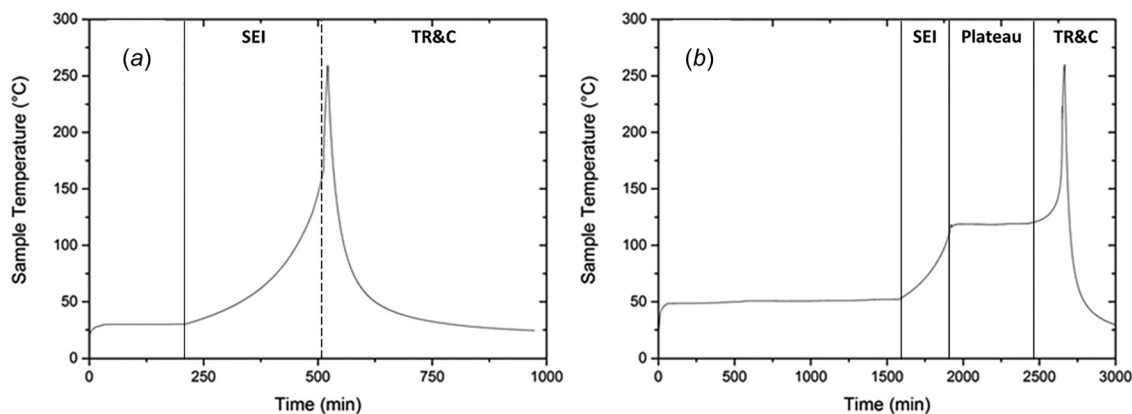 (a)
SEI
TR&C
300
250
200
150
100
50
0
Sample Temperature (°C)
0 250 500 750 1000
Time (min)
(b)
SEI Plateau TR&C
300
250
200
150
100
50
0
Sample Temperature (°C)
0 500 1000 1500 2000 2500 3000
Time (min)